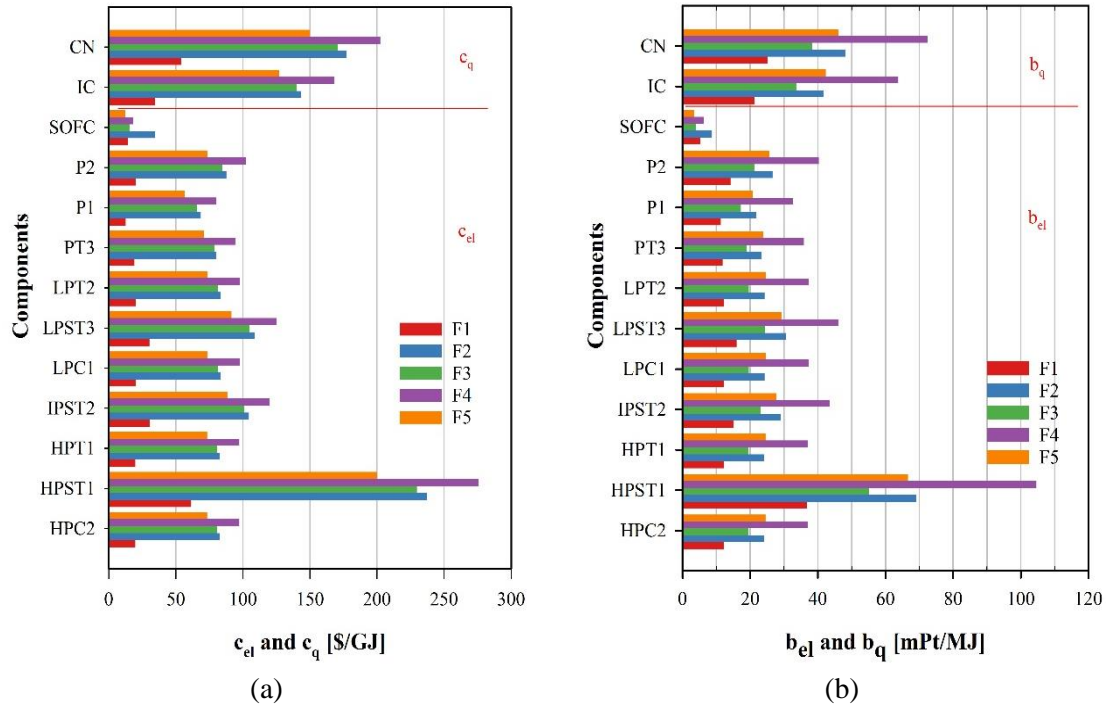 Components
CN
IC
SOFC
P2
P1
PT3
LPT2
LPST3
LPC1
IPST2
HPT1
HPST1
HPC2
c_q
c_el
F1
F2
F3
F4
F5
0 50 100 150 200 250 300
c_el and c_q [$/GJ]
(a)
Components
CN
IC
SOFC
P2
P1
PT3
LPT2
LPST3
LPC1
IPST2
HPT1
HPST1
HPC2
b_q
b_el
F1
F2
F3
F4
F5
0 20 40 60 80 100 120
b_el and b_q [mPt/MJ]
(b)